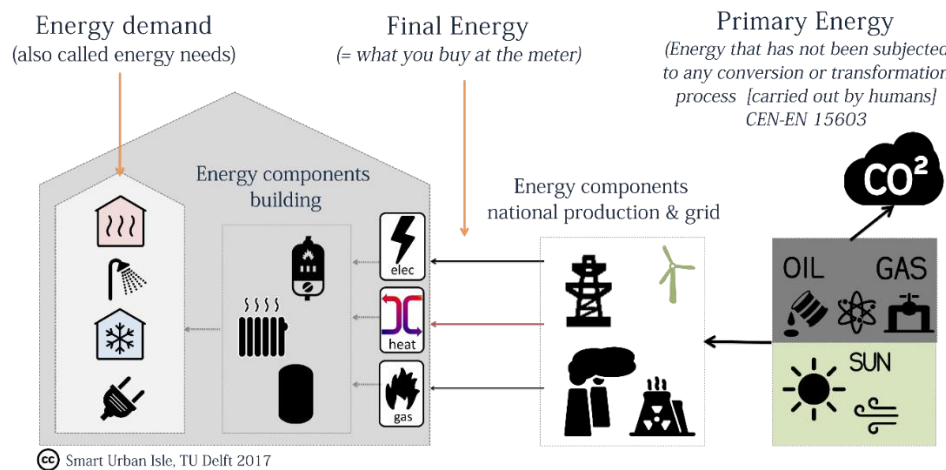 Energy demand
(also called energy needs)
Final Energy
(= what you buy at the meter)
Primary Energy
(Energy that has not been subjected
to any conversion or transformation
process [carried out by humans]
CEN-EN 15603
CO²
Energy components
building
Energy components
national production & grid
elec
heat
gas
OIL
GAS
SUN
cc Smart Urban Isle, TU Delft 2017